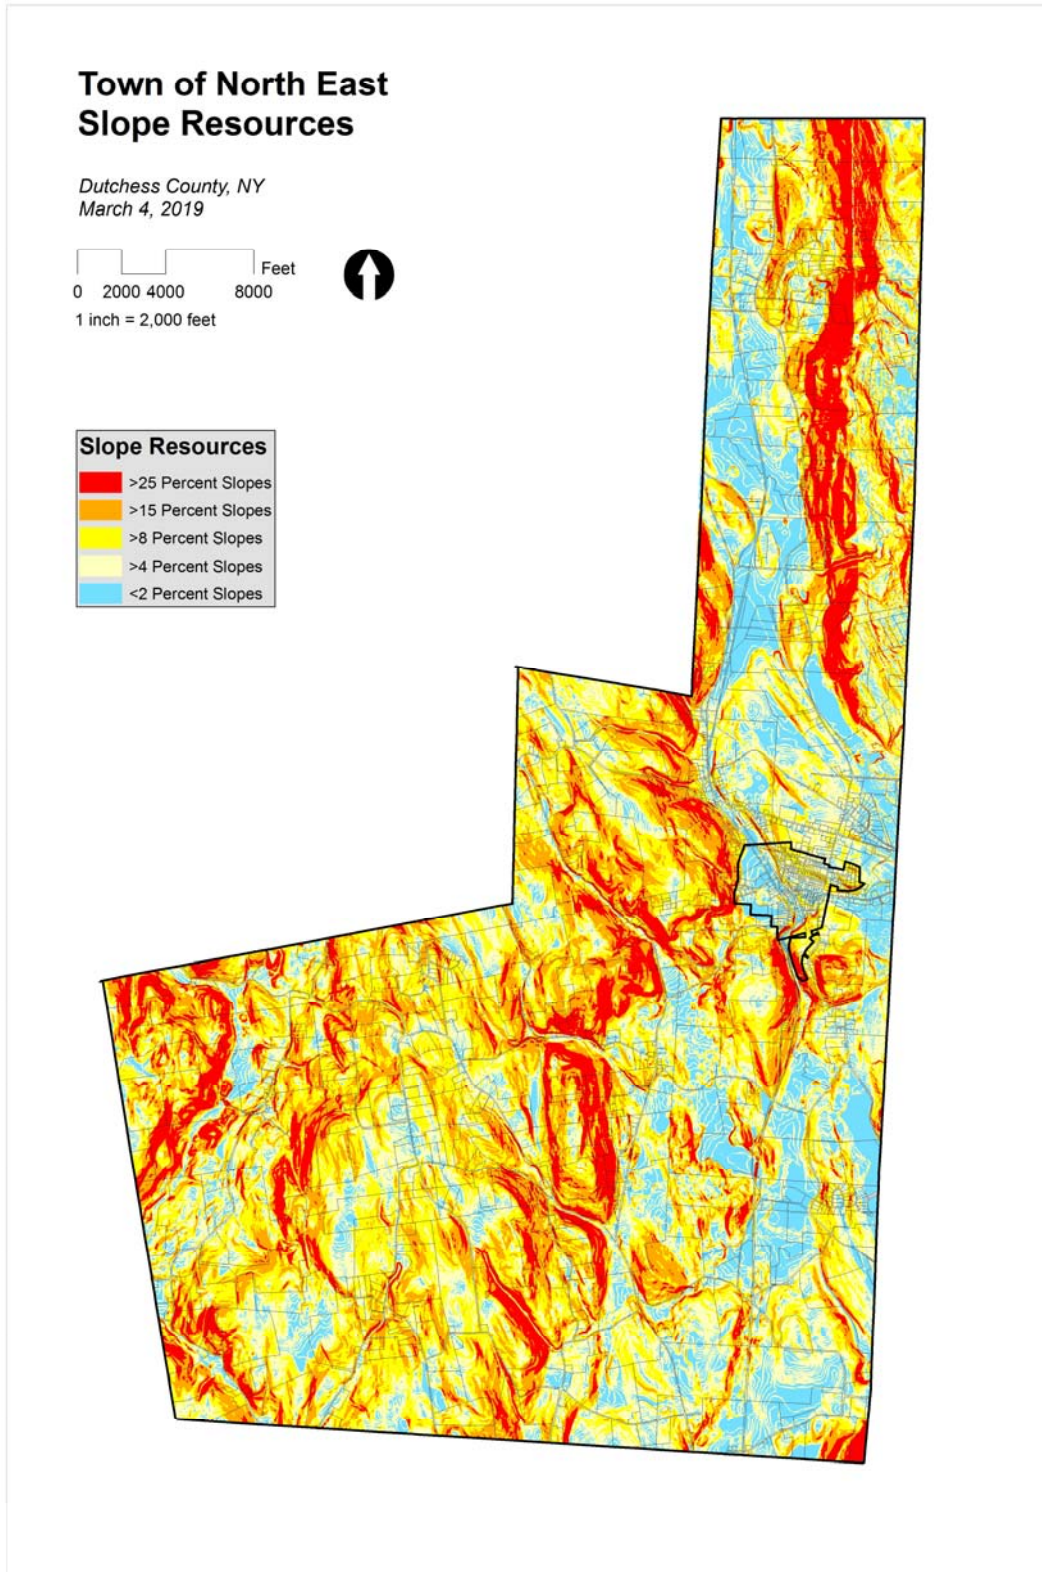 Town of North East
Slope Resources
Dutchess County, NY
March 4, 2019
Feet
0 2000 4000 8000
1 inch = 2,000 feet
Slope Resources
>25 Percent Slopes
>15 Percent Slopes
>8 Percent Slopes
>4 Percent Slopes
<2 Percent Slopes